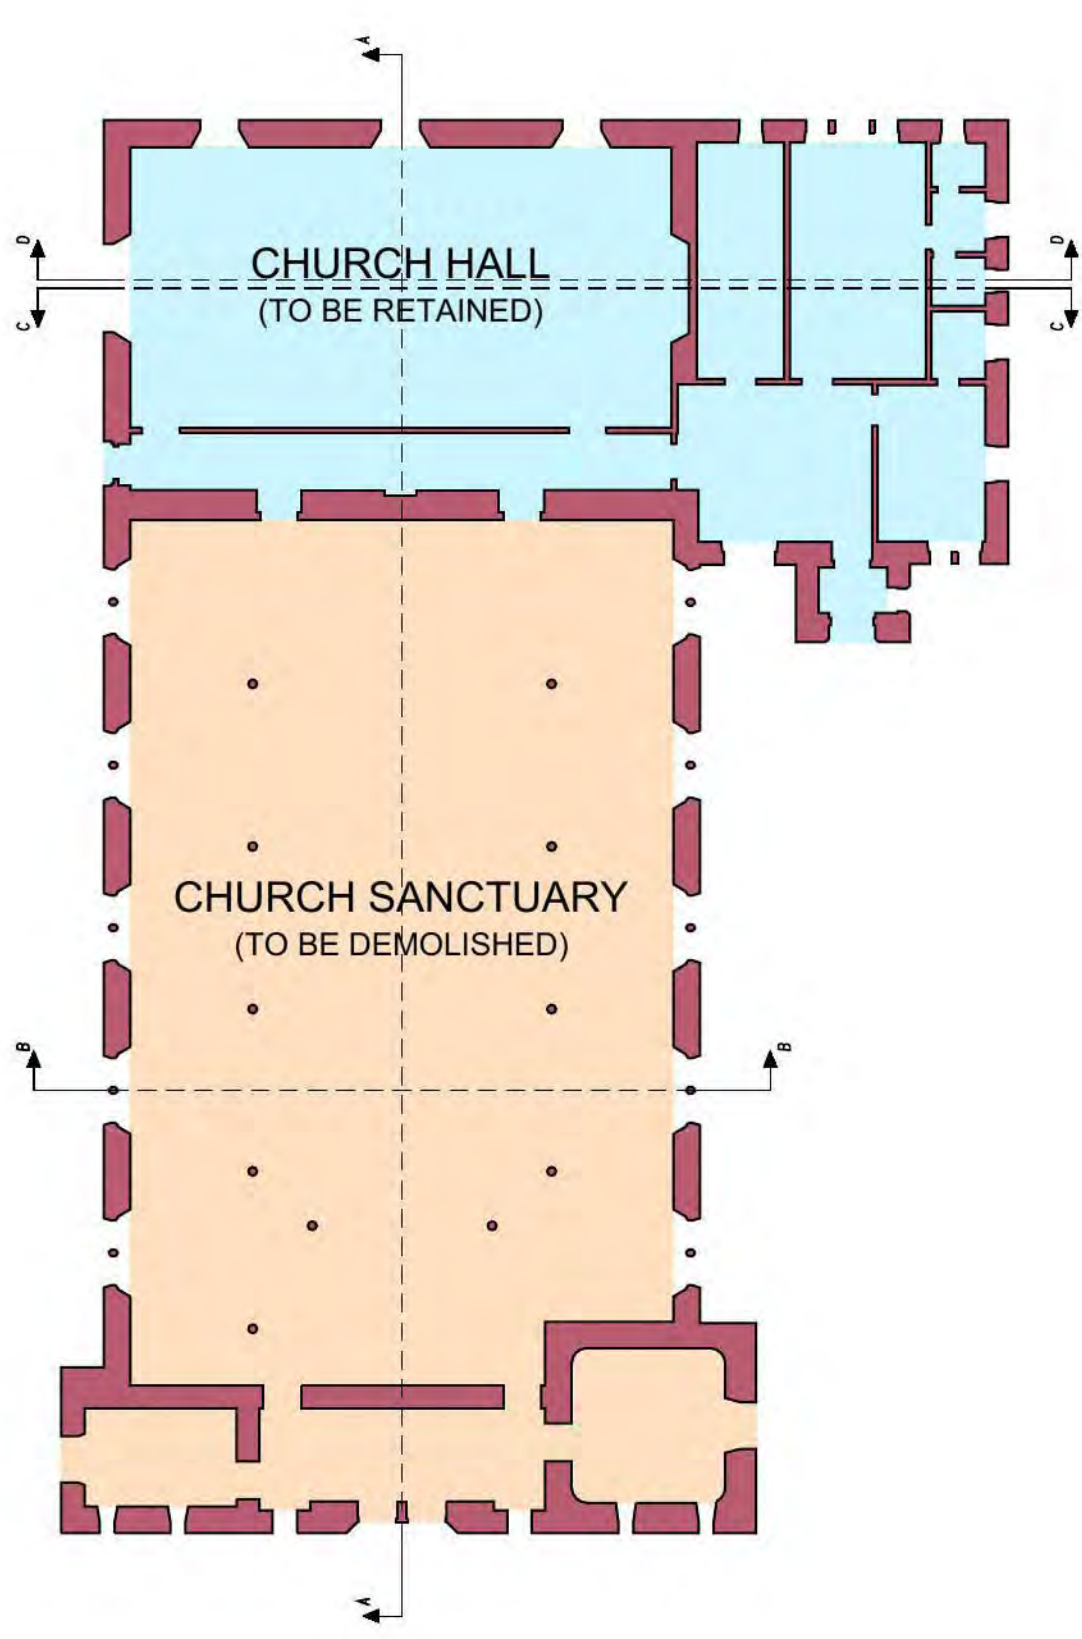 A
D
D
CHURCH HALL
(TO BE RETAINED)
C
C
CHURCH SANCTUARY
(TO BE DEMOLISHED)
B
B
A